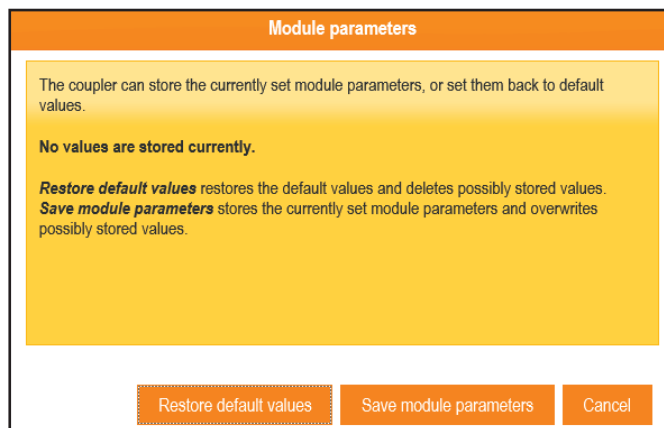 Module parameters
The coupler can store the currently set module parameters, or set them back to default
values.
No values are stored currently.
Restore default values restores the default values and deletes possibly stored values.
Save module parameters stores the currently set module parameters and overwrites
possibly stored values.
Restore default values Save module parameters Cancel